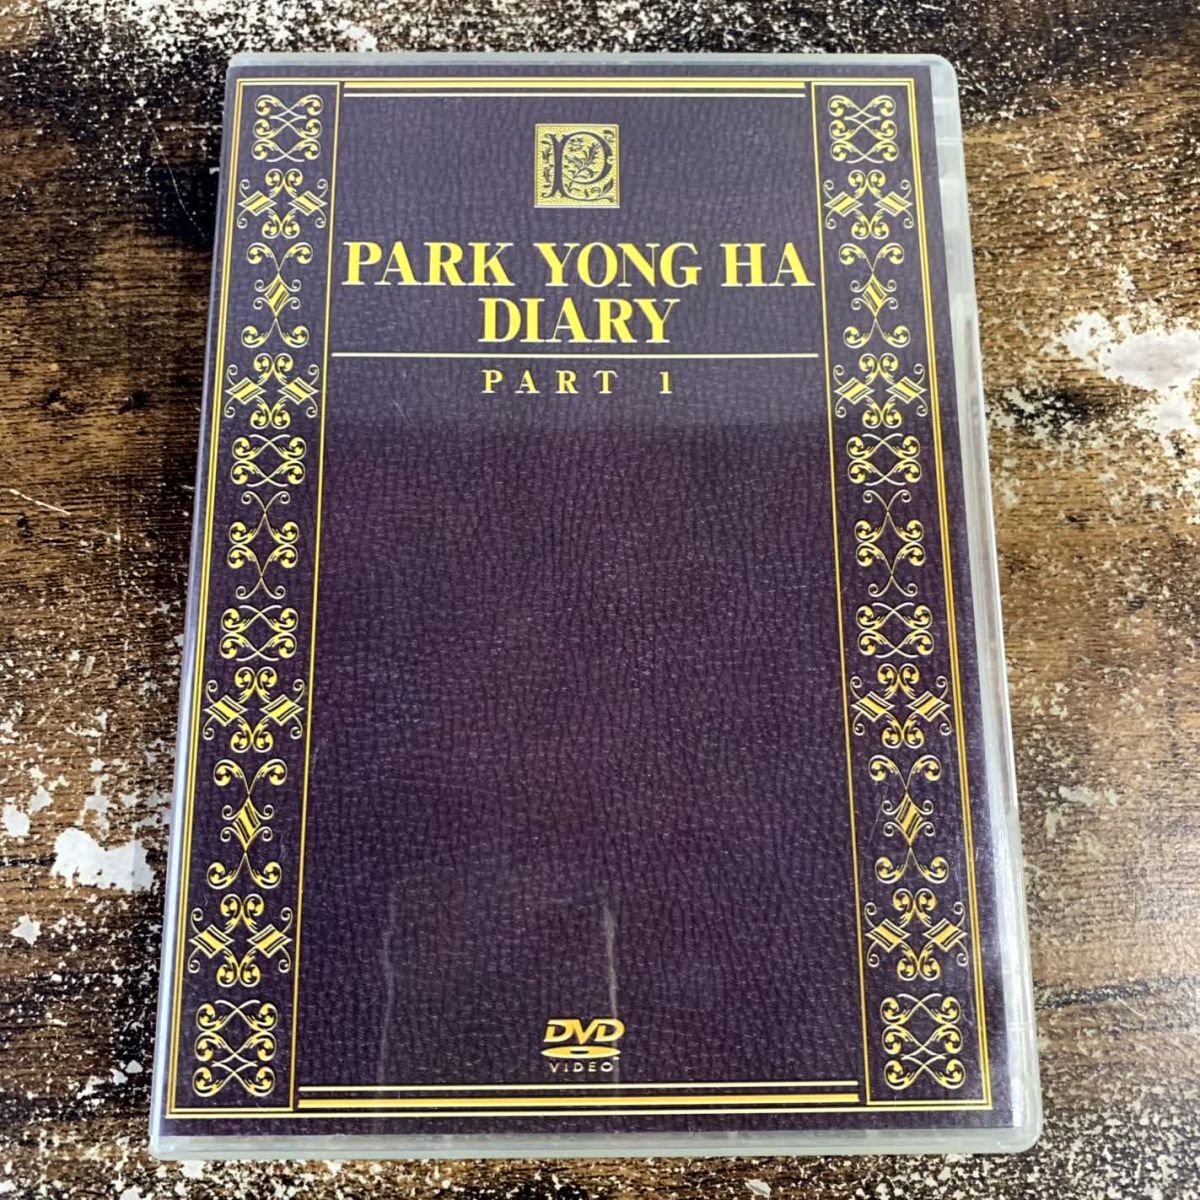 P
PARK YONG HA
DIARY
PART 1
DVD
VIDEO